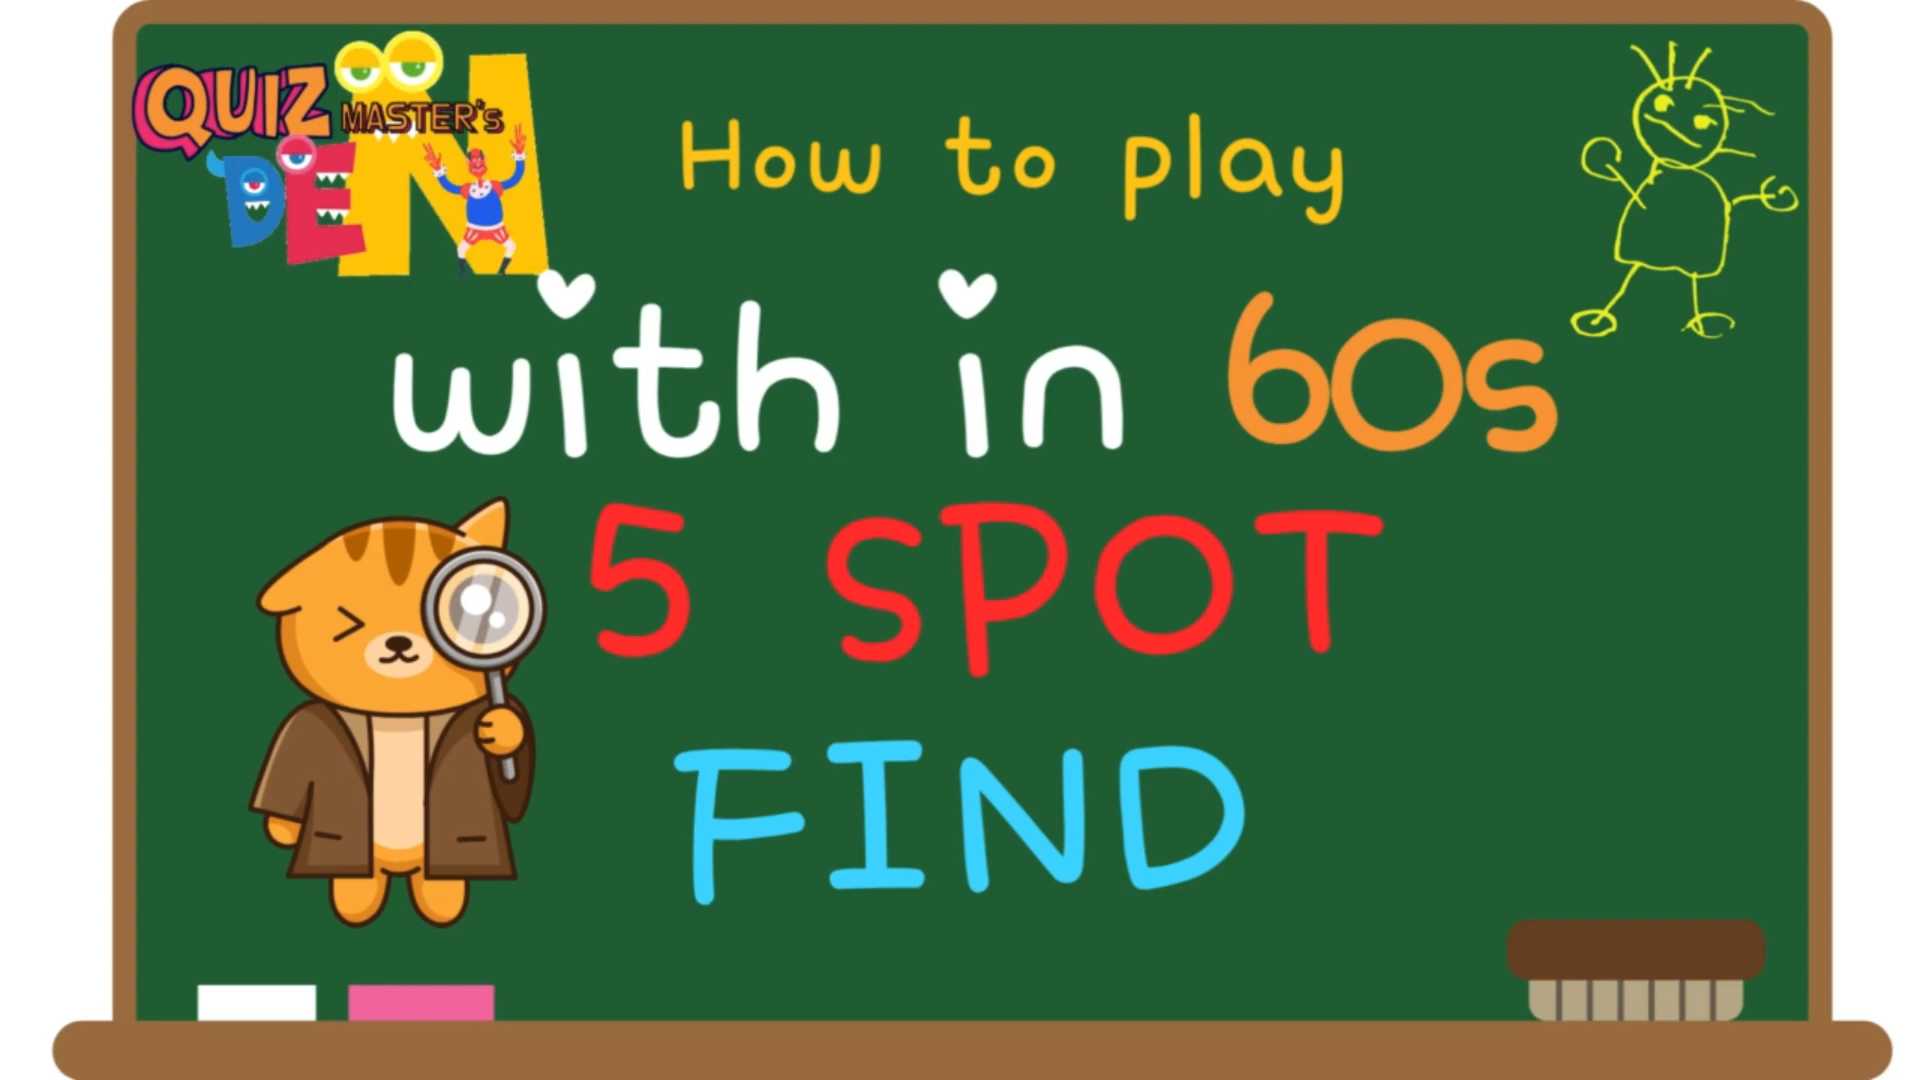 QUIZ MASTER's
DEN
How to play
with in 60s
5 SPOT
FIND